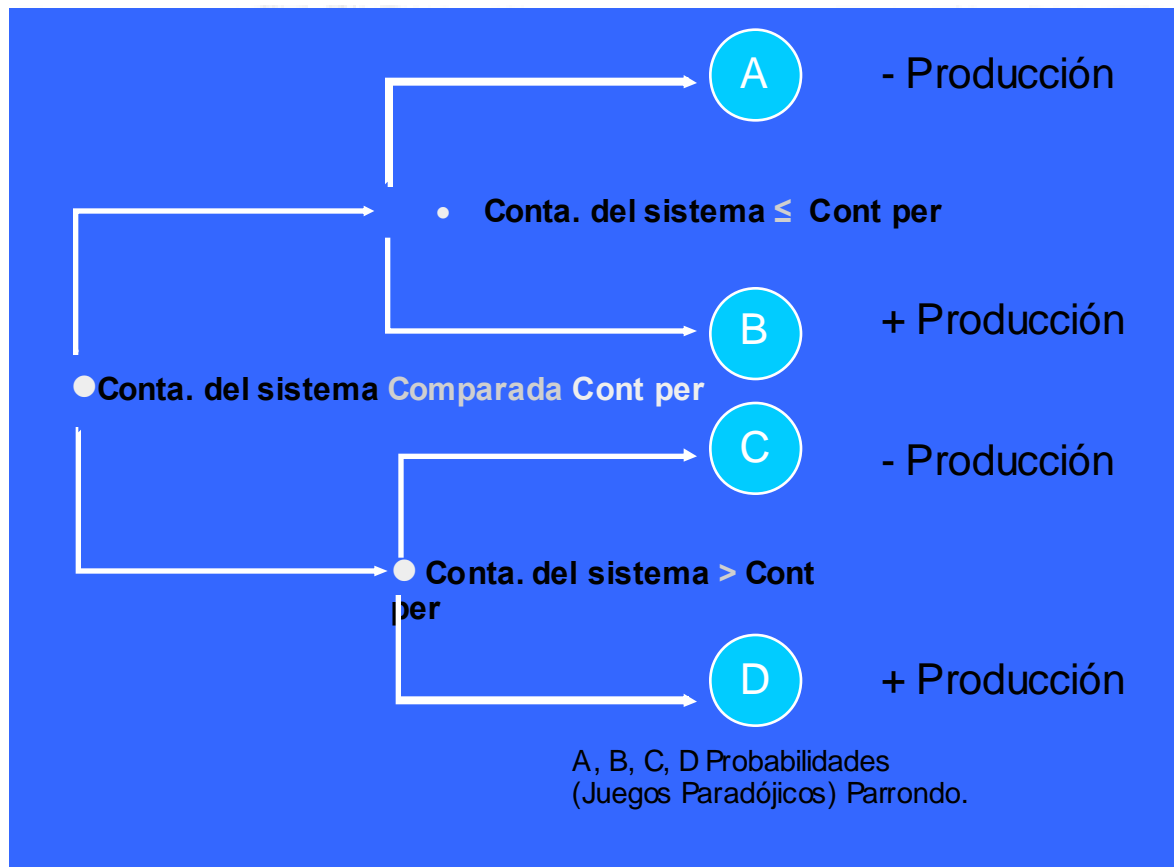 A
- Producción
• Conta. del sistema ≤ Cont per
B
+ Producción
•Conta. del sistema Comparada Cont per
C
- Producción
• Conta. del sistema > Cont
per
D
+ Producción
A, B, C, D Probabilidades
(Juegos Paradójicos) Parrondo.